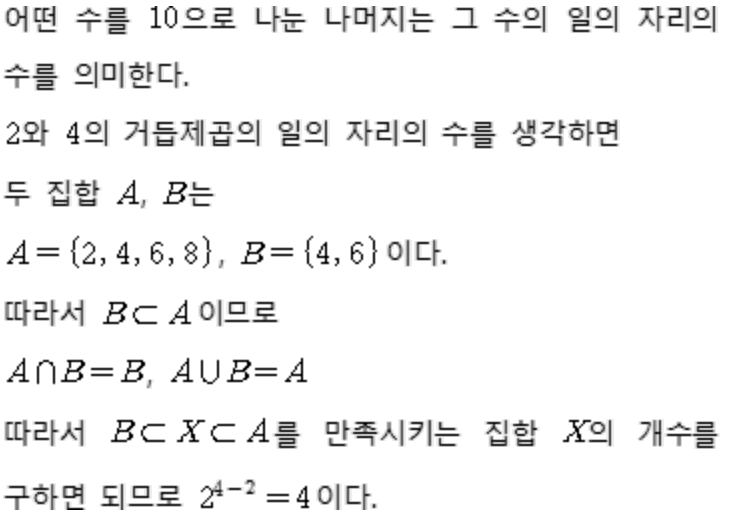 어떤 수를 10으로 나눈 나머지는 그 수의 일의 자리의
수를 의미한다.
2와 4의 거듭제곱의 일의 자리의 수를 생각하면
두 집합 A, B는
A={2, 4, 6, 8}, B={4, 6}이다.
따라서 B⊂A이므로
A∩B=B, A∪B=A
따라서 B⊂X⊂A를 만족시키는 집합 X의 개수를
구하면 되므로 2^{4-2}=4이다.